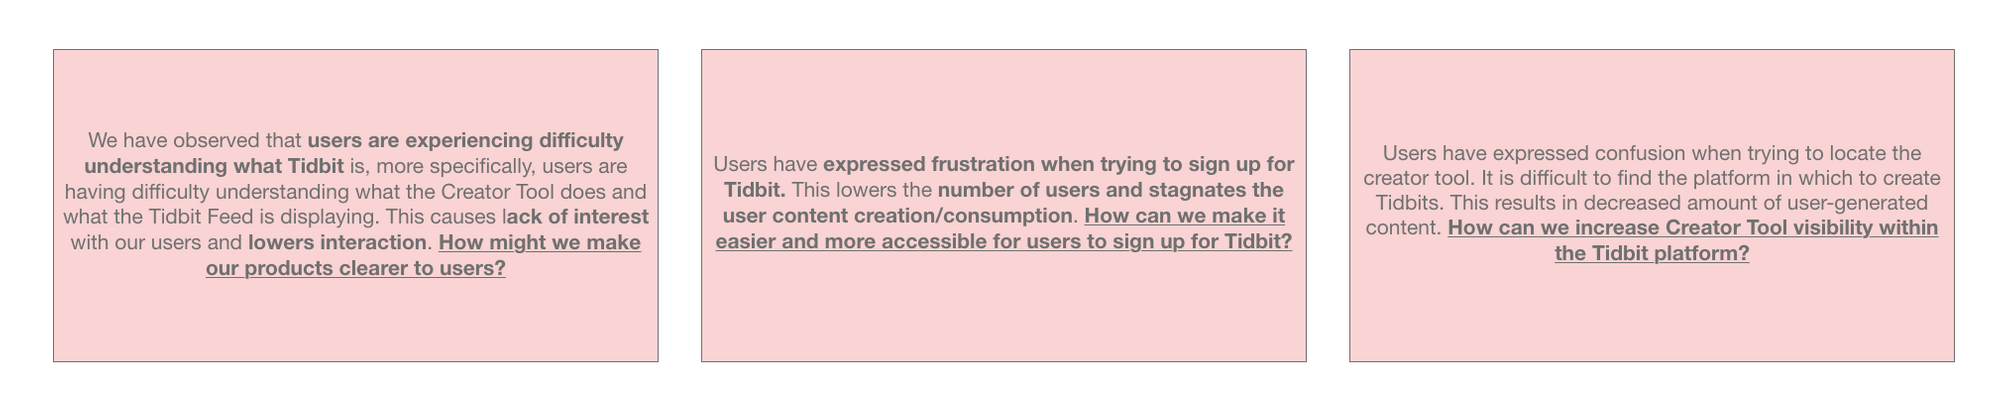 We have observed that users are experiencing difficulty
understanding what Tidbit is, more specifically, users are
having difficulty understanding what the Creator Tool does and
what the Tidbit Feed is displaying. This causes lack of interest
with our users and lowers interaction. How might we make
our products clearer to users?
Users have expressed frustration when trying to sign up for
Tidbit. This lowers the number of users and stagnates the
user content creation/consumption. How can we make it
easier and more accessible for users to sign up for Tidbit?
Users have expressed confusion when trying to locate the
creator tool. It is difficult to find the platform in which to create
Tidbits. This results in decreased amount of user-generated
content. How can we increase Creator Tool visibility within
the Tidbit platform?